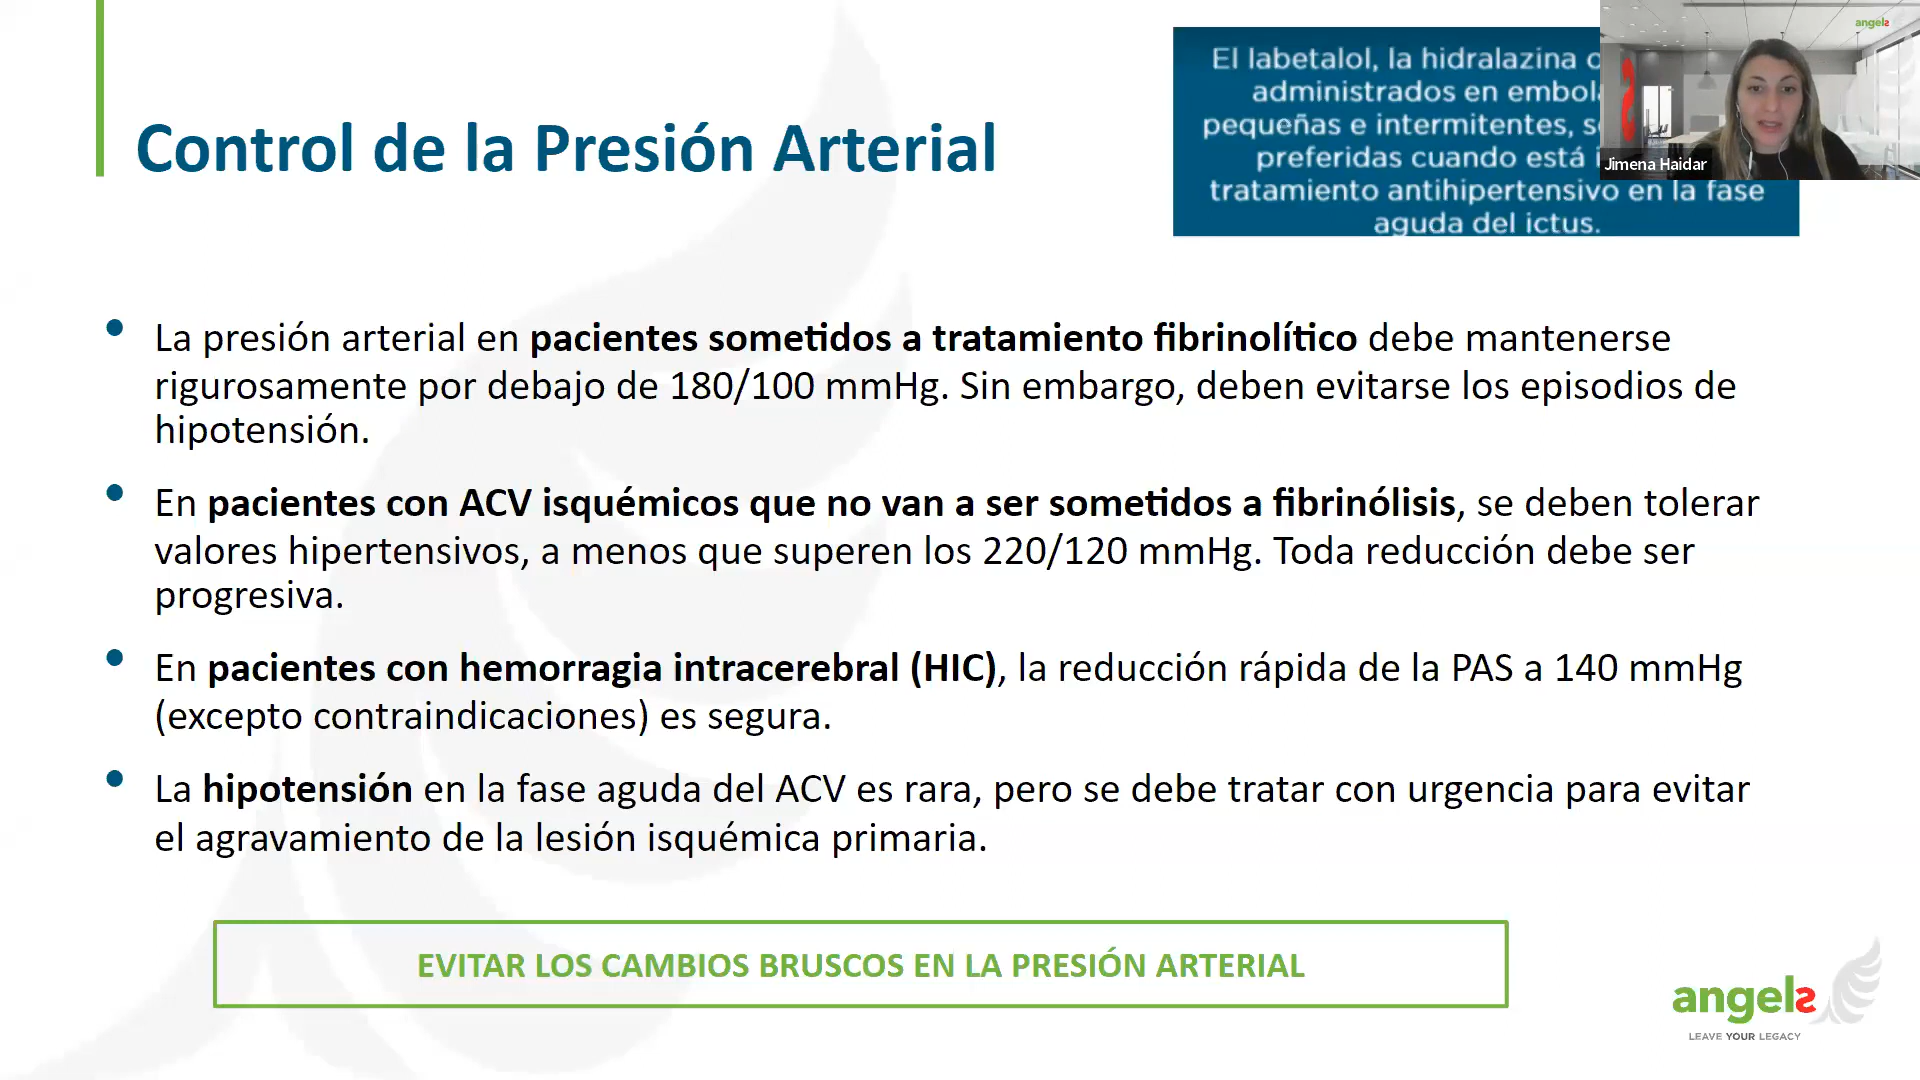 Control de la Presión Arterial
El labetalol, la hidralazina
administrados en
pequeñas e intermitentes,
preferidas cuando está
tratamiento antihipertensivo en la fase
aguda del ictus.
angels
Jimena Haidar
La presión arterial en pacientes sometidos a tratamiento fibrinolítico debe mantenerse
rigurosamente por debajo de 180/100 mmHg. Sin embargo, deben evitarse los episodios de
hipotensión.
En pacientes con ACV isquémicos que no van a ser sometidos a fibrinólisis, se deben tolerar
valores hipertensivos, a menos que superen los 220/120 mmHg. Toda reducción debe ser
progresiva.
En pacientes con hemorragia intracerebral (HIC), la reducción rápida de la PAS a 140 mmHg
(excepto contraindicaciones) es segura.
La hipotensión en la fase aguda del ACV es rara, pero se debe tratar con urgencia para evitar
el agravamiento de la lesión isquémica primaria.
EVITAR LOS CAMBIOS BRUSCOS EN LA PRESIÓN ARTERIAL
angels
LEAVE YOUR LEGACY